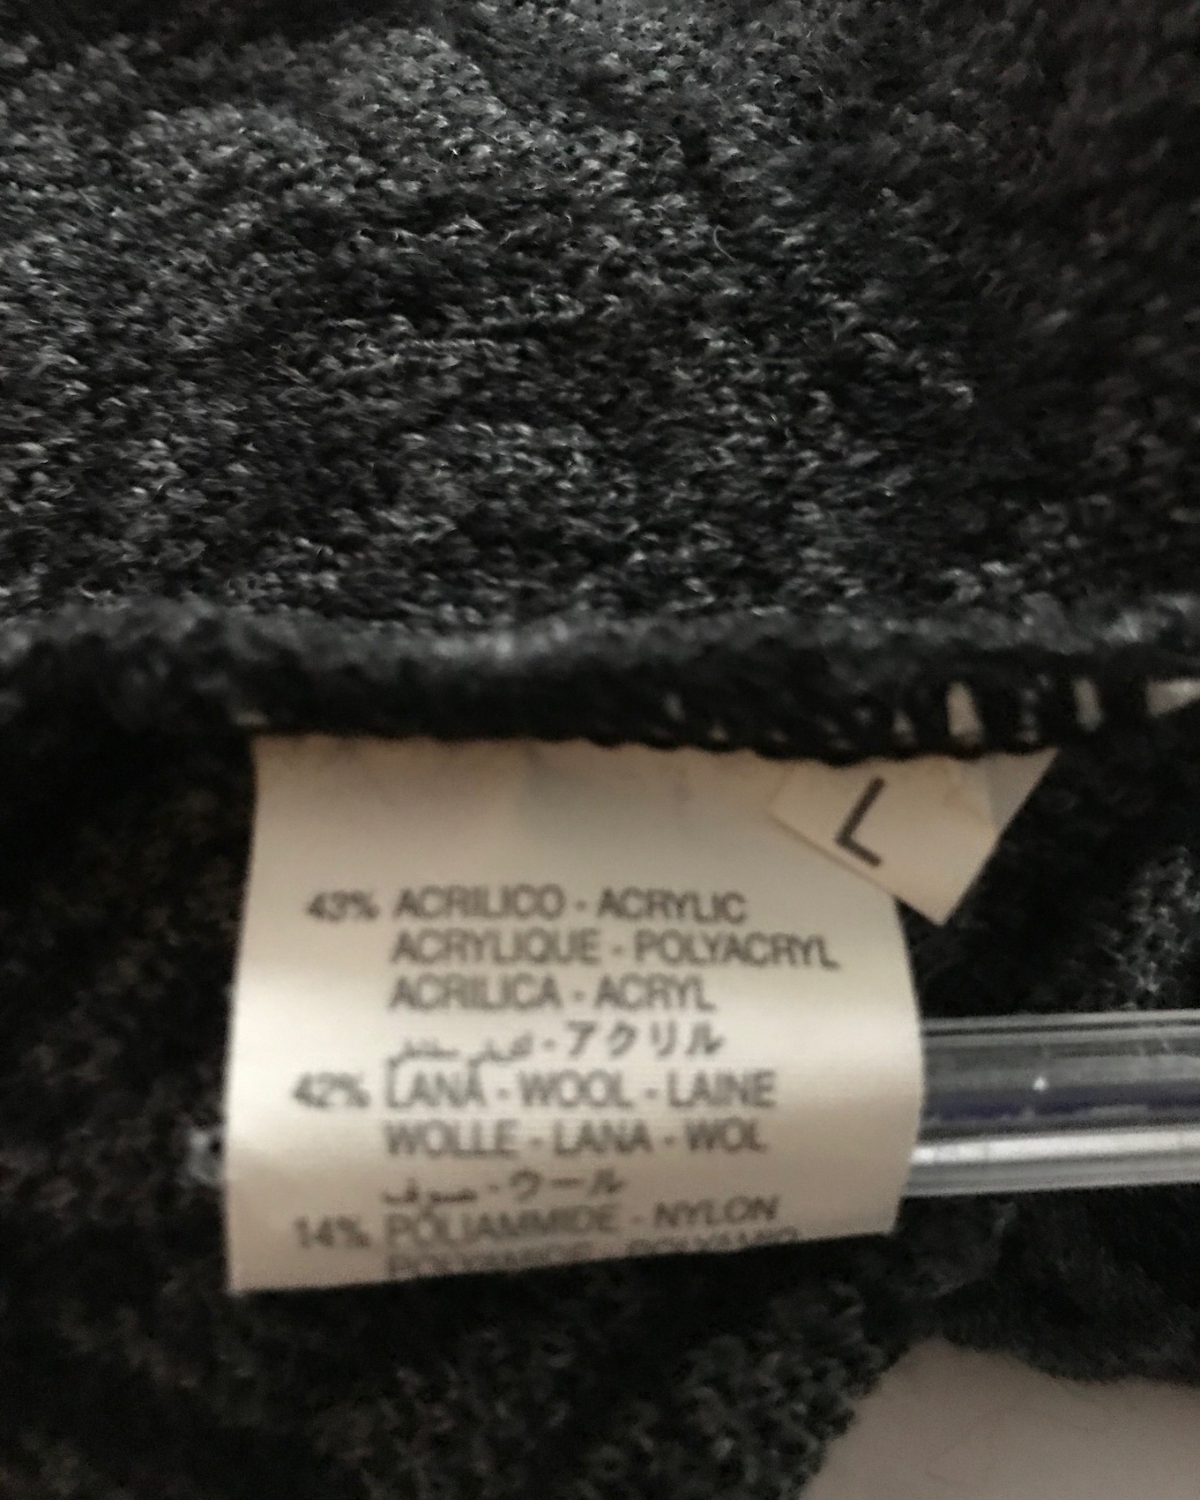 L
43% ACRILICO - ACRYLIC
ACRYLIQUE - POLYACRYL
ACRILICA - ACRYL
アクリル
42% LANA - WOOL - LAINE
WOLLE - LANA - WOL
صوف - ウール
14% POLIAMMIDE - NYLON